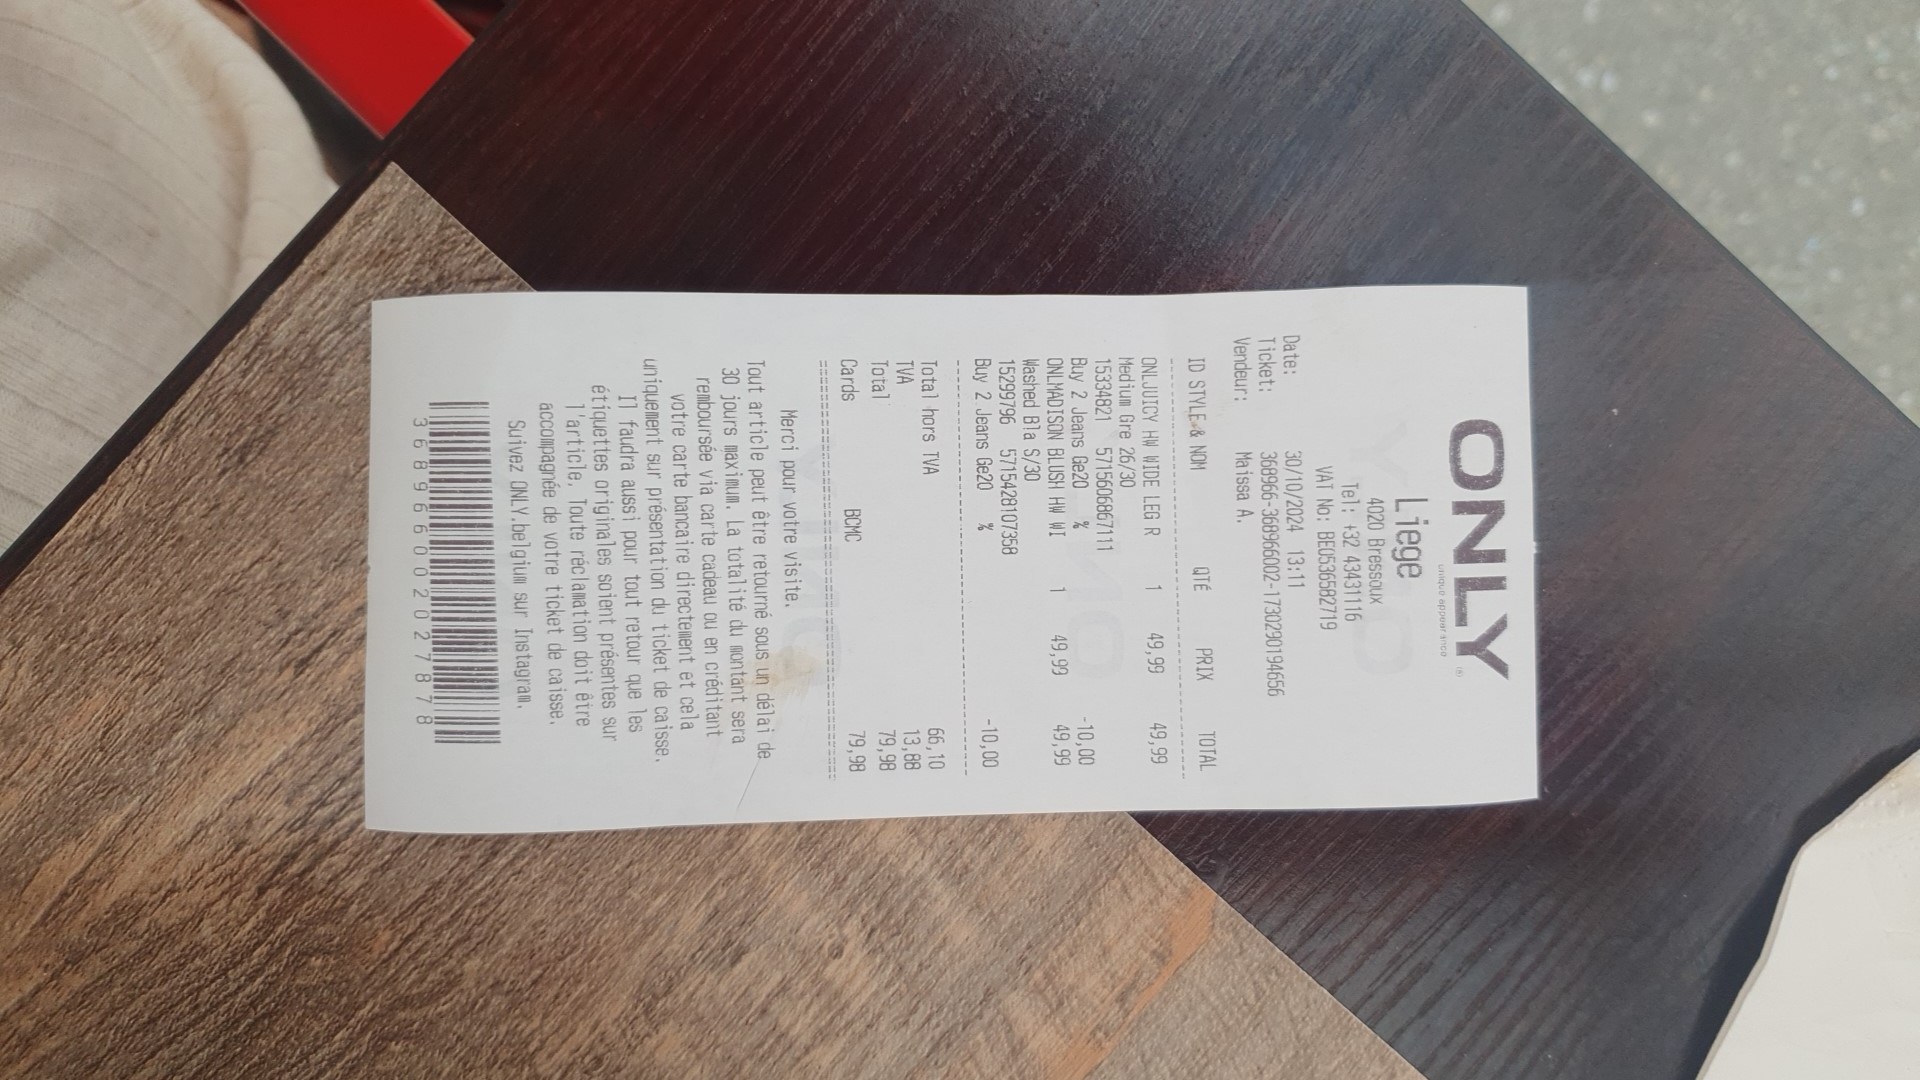 ONLY
unique appearance
Liege
4020 Bressoux
Tel: +32 43431116
VAT No: BE0536582719
Date: 30/10/2024 13:11
Ticket: 368966-368966002-1730290194656
Vendeur: Maissa A.
ID STYLE & NOM QTE PRIX TOTAL
ONLJUICY HW WIDE LEG R 1 49,99 49,99
Medium Gre 26/30
15334821 5715606867111
Buy 2 Jeans Ge20 % -10,00
ONLMADISON BLUSH HW WI 1 49,99 49,99
Washed Bla S/30
15299796 5715428107358
Buy 2 Jeans Ge20 % -10,00
Total hors TVA 66,10
TVA 13,88
Total 79,98
Cards BCMC 79,98
Merci pour votre visite.
Tout article peut être retourné sous un délai de
30 jours maximum. La totalité du montant sera
remboursée via carte cadeau ou en créditant
votre carte bancaire directement et cela
uniquement sur présentation du ticket de caisse.
Il faudra aussi pour tout retour que les
étiquettes originales soient présentes sur
l'article. Toute réclamation doit être
accompagnée de votre ticket de caisse.
Suivez ONLY.belgium sur Instagram.
36896600202 7878